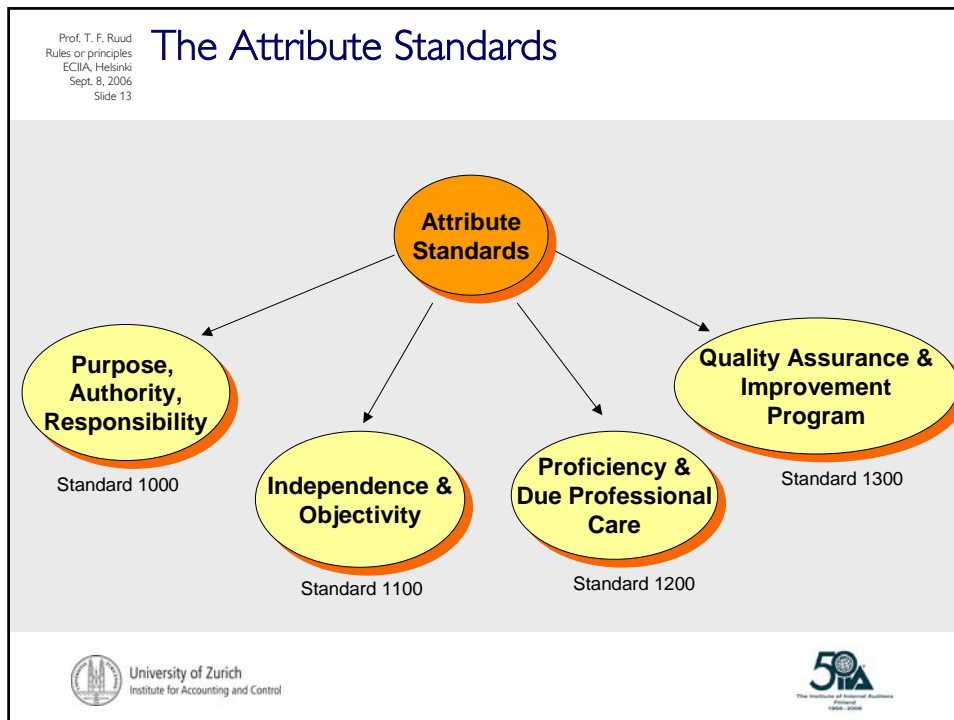 Prof. T. F. Ruud
Rules or principles
ECIIA, Helsinki
Sept. 8, 2006
Slide 13
The Attribute Standards
Attribute
Standards
Purpose,
Authority,
Responsibility
Standard 1000
Independence &
Objectivity
Standard 1100
Proficiency &
Due Professional
Care
Standard 1200
Quality Assurance &
Improvement
Program
Standard 1300
University of Zurich
Institute for Accounting and Control
50 IIA
The Institute of Internal Auditors
Finland
1956-2006